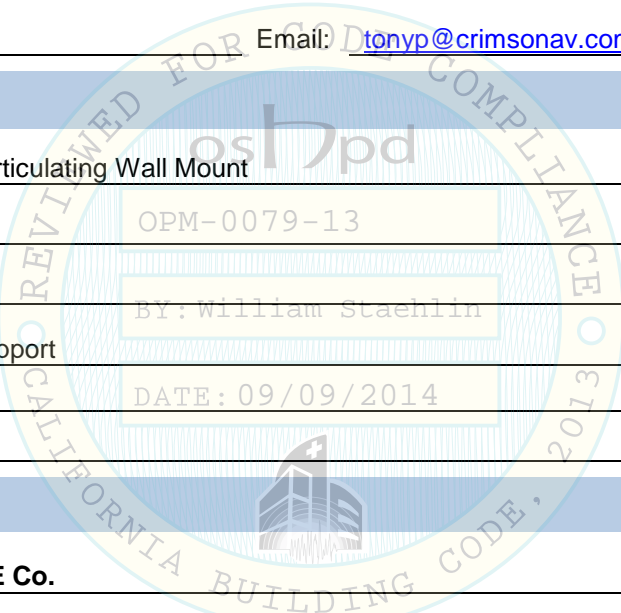 Email: tonyp@crimsonav.con
REVIEWED FOR CODE COMPLIANCE
oshpd
rticulating Wall Mount
OPM-0079-13
BY: William Staehlin
pport
DATE: 09/09/2014
CALIFORNIA BUILDING CODE, 2013
E Co.